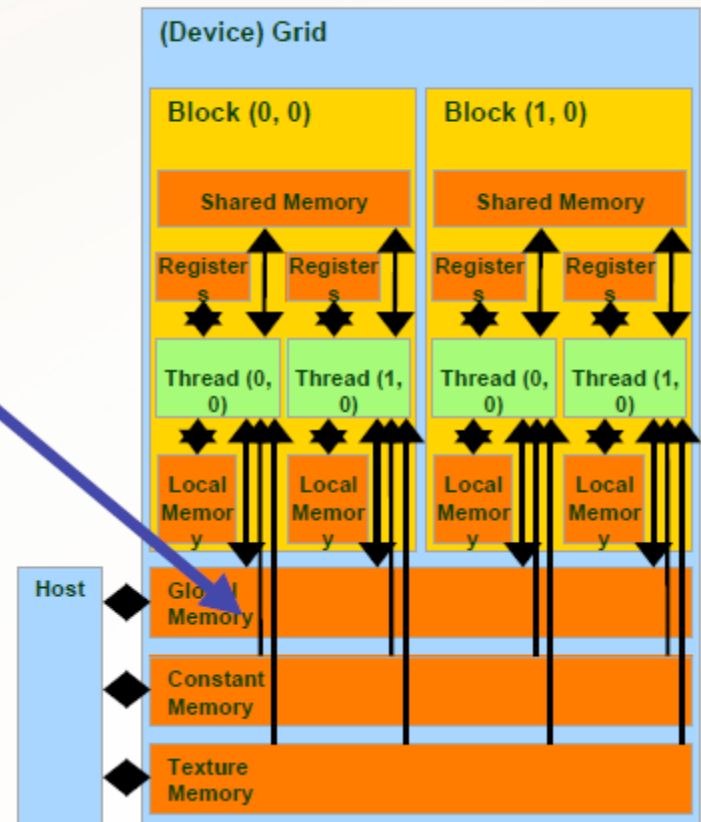 (Device) Grid
Block (0, 0)
Block (1, 0)
Shared Memory
Shared Memory
Register
s
Register
s
Register
s
Register
s
Thread (0,
0)
Thread (1,
0)
Thread (0,
0)
Thread (1,
0)
Local
Memor
y
Local
Memor
y
Local
Memor
y
Local
Memor
y
Host
Global
Memory
Constant
Memory
Texture
Memory